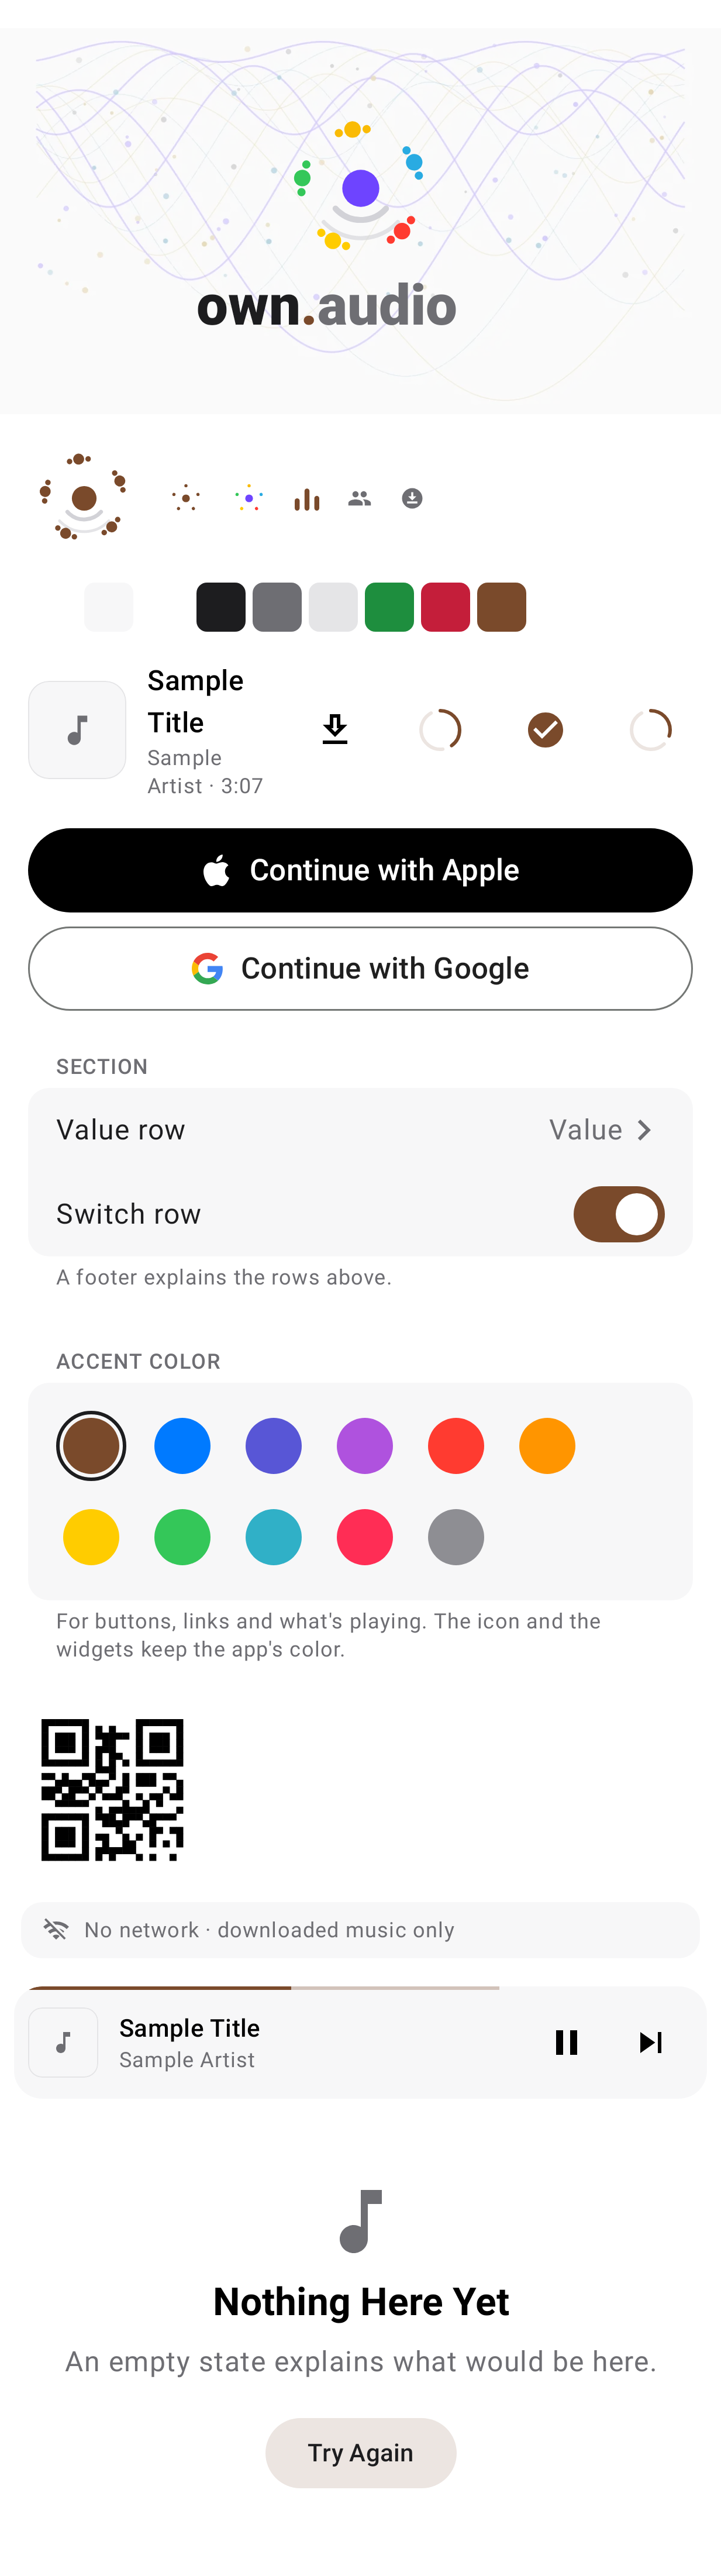 own.audio
Sample
Title
Sample
Artist · 3:07
Continue with Apple
Continue with Google
SECTION
Value row
Value
Switch row
A footer explains the rows above.
ACCENT COLOR
For buttons, links and what's playing. The icon and the
widgets keep the app's color.
No network · downloaded music only
Sample Title
Sample Artist
Nothing Here Yet
An empty state explains what would be here.
Try Again